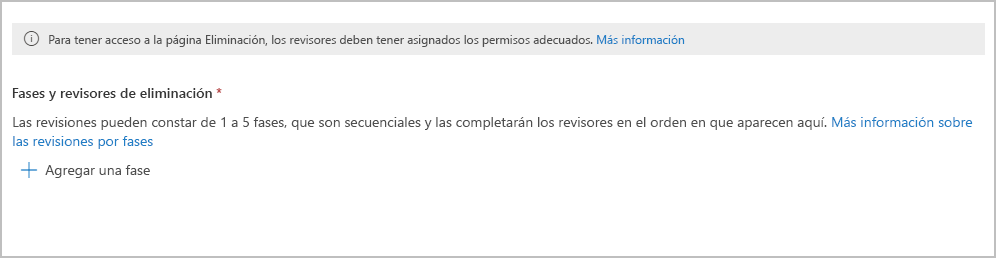 Para tener acceso a la página Eliminación, los revisores deben tener asignados los permisos adecuados. Más información
Fases y revisores de eliminación *
Las revisiones pueden constar de 1 a 5 fases, que son secuenciales y las completarán los revisores en el orden en que aparecen aquí. Más información sobre
las revisiones por fases
Agregar una fase